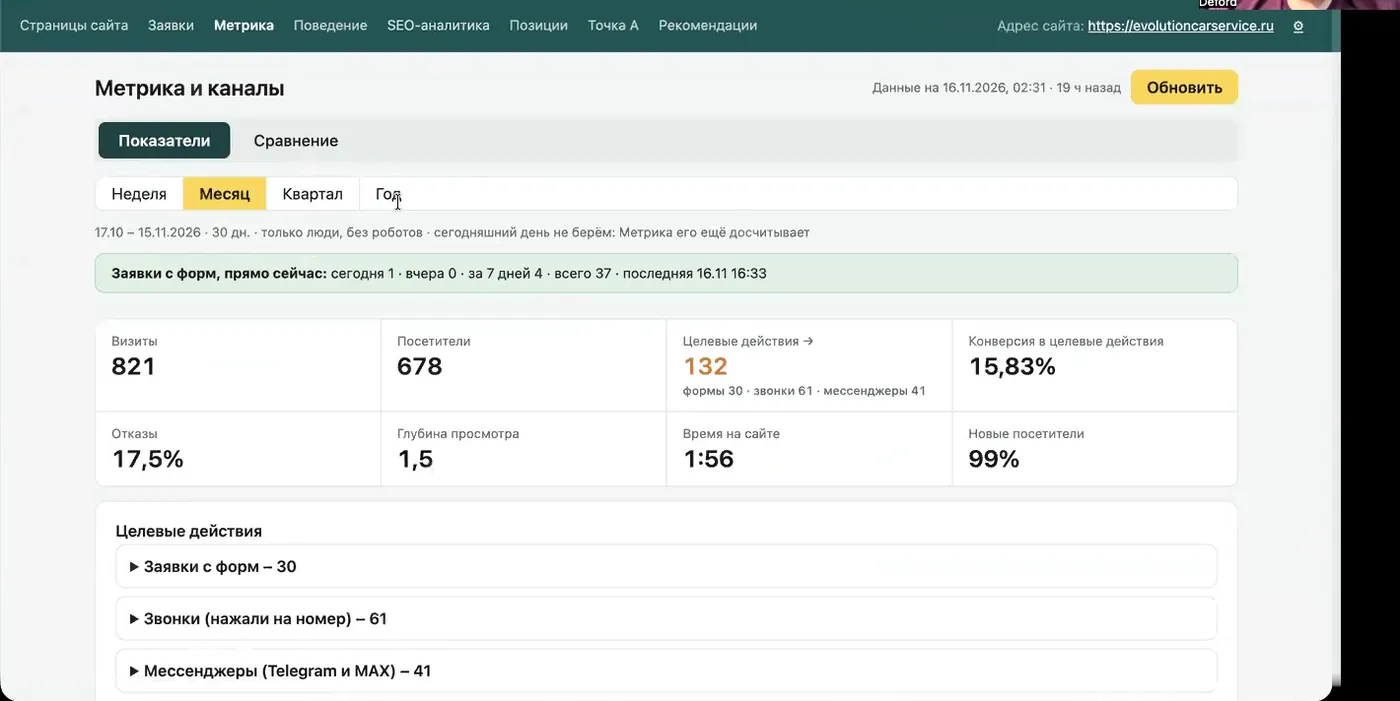 Deford
Страницы сайта Заявки Метрика Поведение SEO-аналитика Позиции Точка А Рекомендации Адрес сайта: https://evolutioncarservice.ru
Метрика и каналы Данные на 16.11.2026, 02:31 · 19 ч назад Обновить
Показатели Сравнение
Неделя Месяц Квартал Год
17.10 – 15.11.2026 · 30 дн. · только люди, без роботов · сегодняшний день не берём: Метрика его ещё досчитывает
Заявки с форм, прямо сейчас: сегодня 1 · вчера 0 · за 7 дней 4 · всего 37 · последняя 16.11 16:33
Визиты Посетители Целевые действия → Конверсия в целевые действия
821 678 132 15,83%
формы 30 · звонки 61 · мессенджеры 41
Отказы Глубина просмотра Время на сайте Новые посетители
17,5% 1,5 1:56 99%
Целевые действия
▶ Заявки с форм – 30
▶ Звонки (нажали на номер) – 61
▶ Мессенджеры (Telegram и MAX) – 41